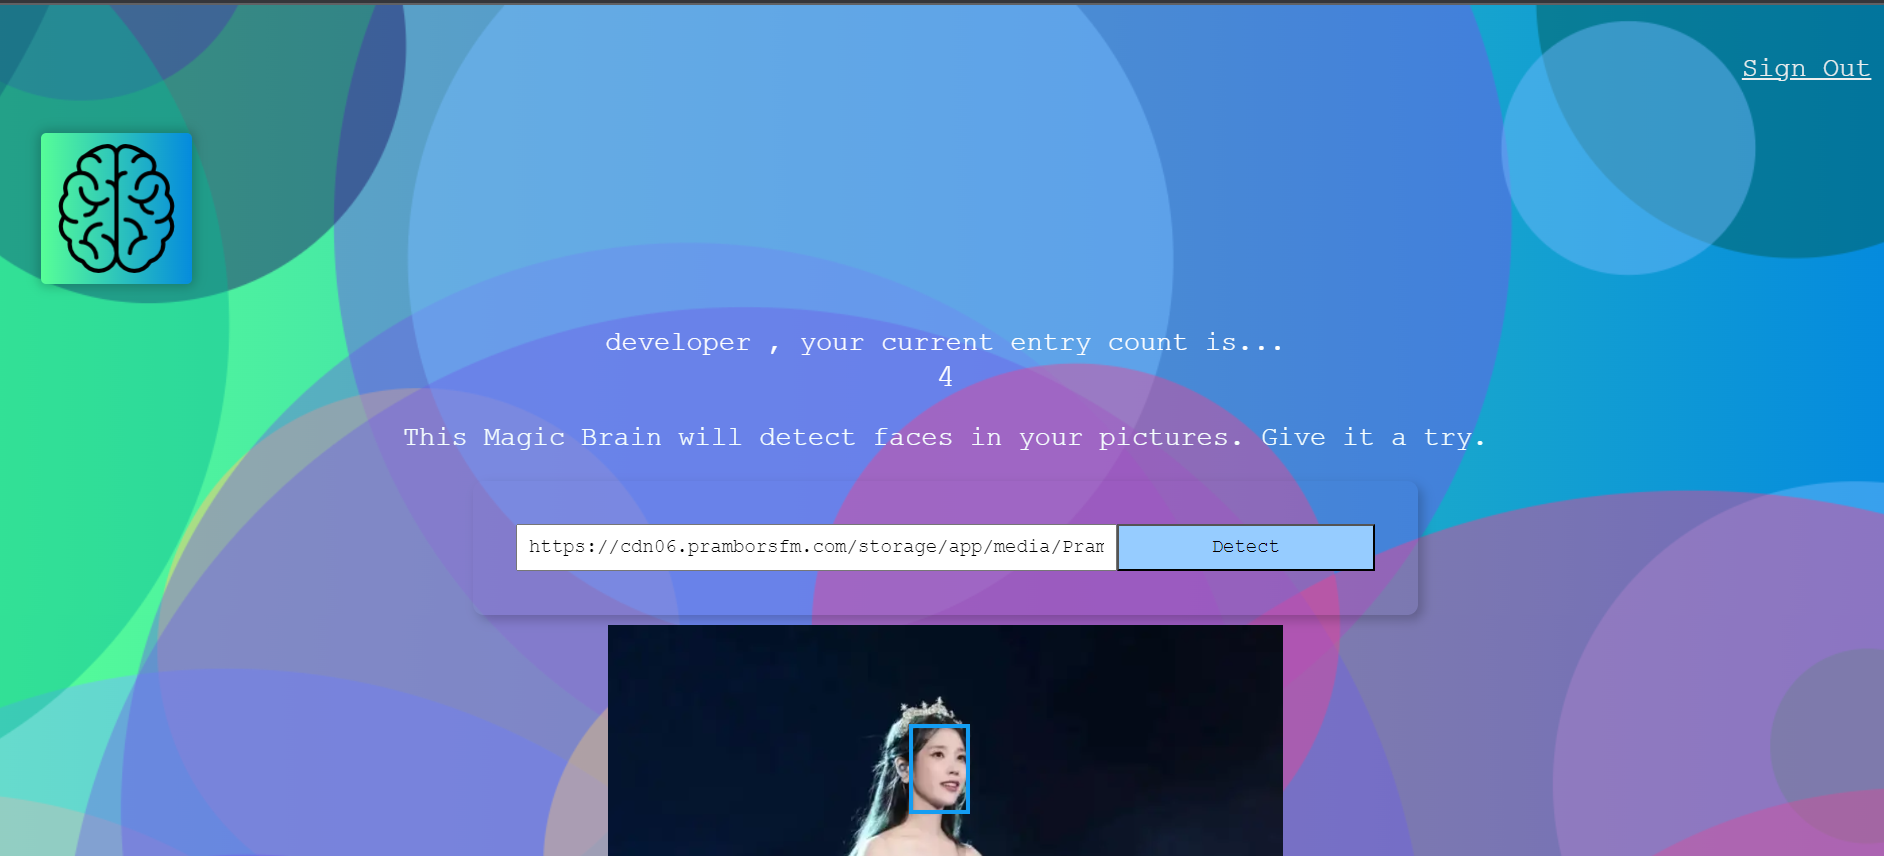 Sign Out
developer , your current entry count is...
4
This Magic Brain will detect faces in your pictures. Give it a try.
https://cdn06.pramborsfm.com/storage/app/media/Pram
Detect